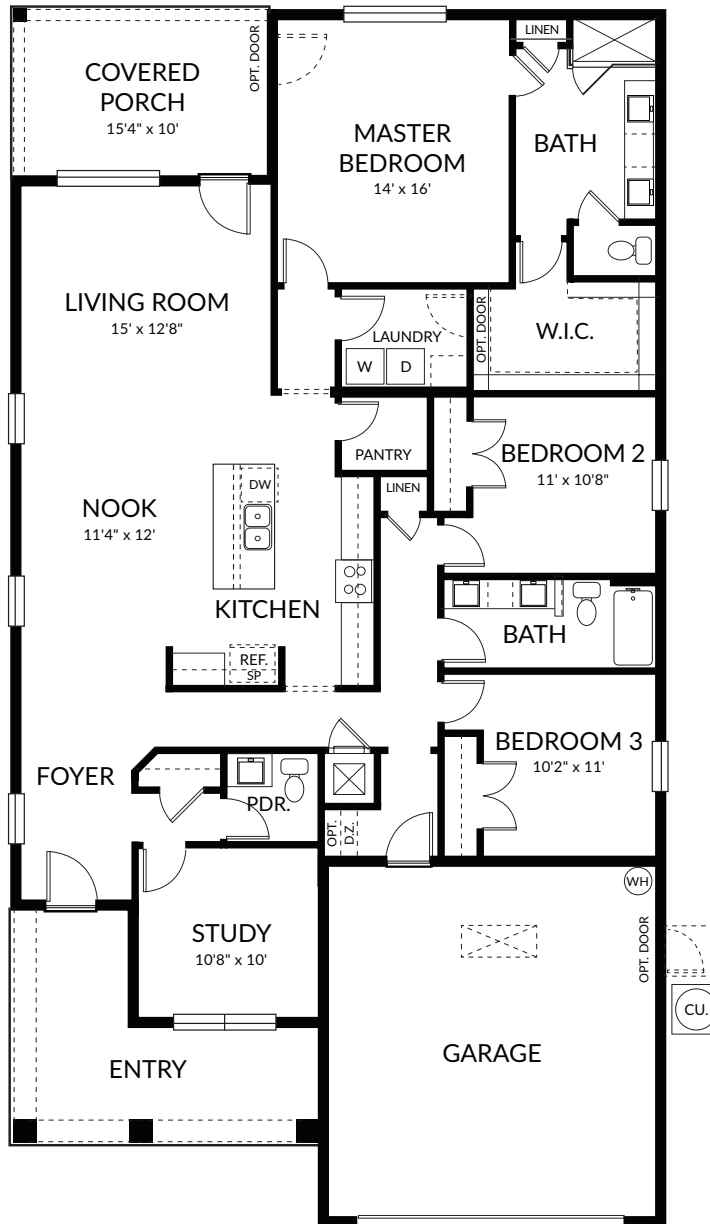 COVERED
PORCH
15'4" x 10'
OPT. DOOR
MASTER
BEDROOM
14' x 16'
LINEN
BATH
LIVING ROOM
15' x 12'8"
LAUNDRY
W
D
OPT. DOOR
W.I.C.
PANTRY
LINEN
BEDROOM 2
11' x 10'8"
NOOK
11'4" x 12'
DW
KITCHEN
REF.
SP
BATH
BEDROOM 3
10'2" x 11'
FOYER
PDR.
OPT.
D.Z.
STUDY
10'8" x 10'
WH
OPT. DOOR
CU.
ENTRY
GARAGE